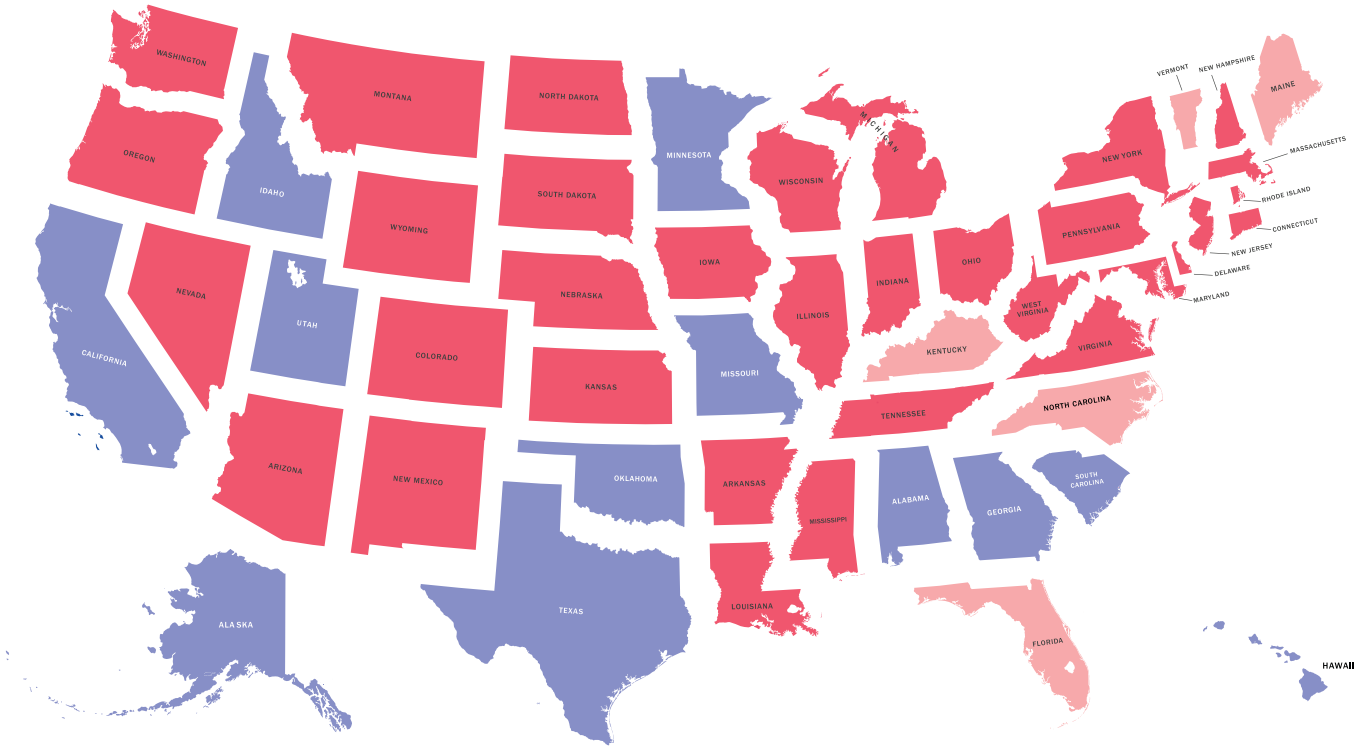 WASHINGTON
MONTANA
NORTH DAKOTA
VERMONT
NEW HAMPSHIRE
MAINE
OREGON
MINNESOTA
MICHIGAN
NEW YORK
MASSACHUSETTS
IDAHO
WYOMING
SOUTH DAKOTA
WISCONSIN
RHODE ISLAND
PENNSYLVANIA
CONNECTICUT
NEW JERSEY
NEVADA
IOWA
OHIO
DELAWARE
NEBRASKA
INDIANA
MARYLAND
UTAH
ILLINOIS
WEST
VIRGINIA
CALIFORNIA
COLORADO
KENTUCKY
VIRGINIA
KANSAS
MISSOURI
NORTH CAROLINA
TENNESSEE
ARIZONA
NEW MEXICO
OKLAHOMA
ARKANSAS
SOUTH
CAROLINA
ALABAMA
GEORGIA
MISSISSIPPI
TEXAS
LOUISIANA
ALASKA
FLORIDA
HAWAII